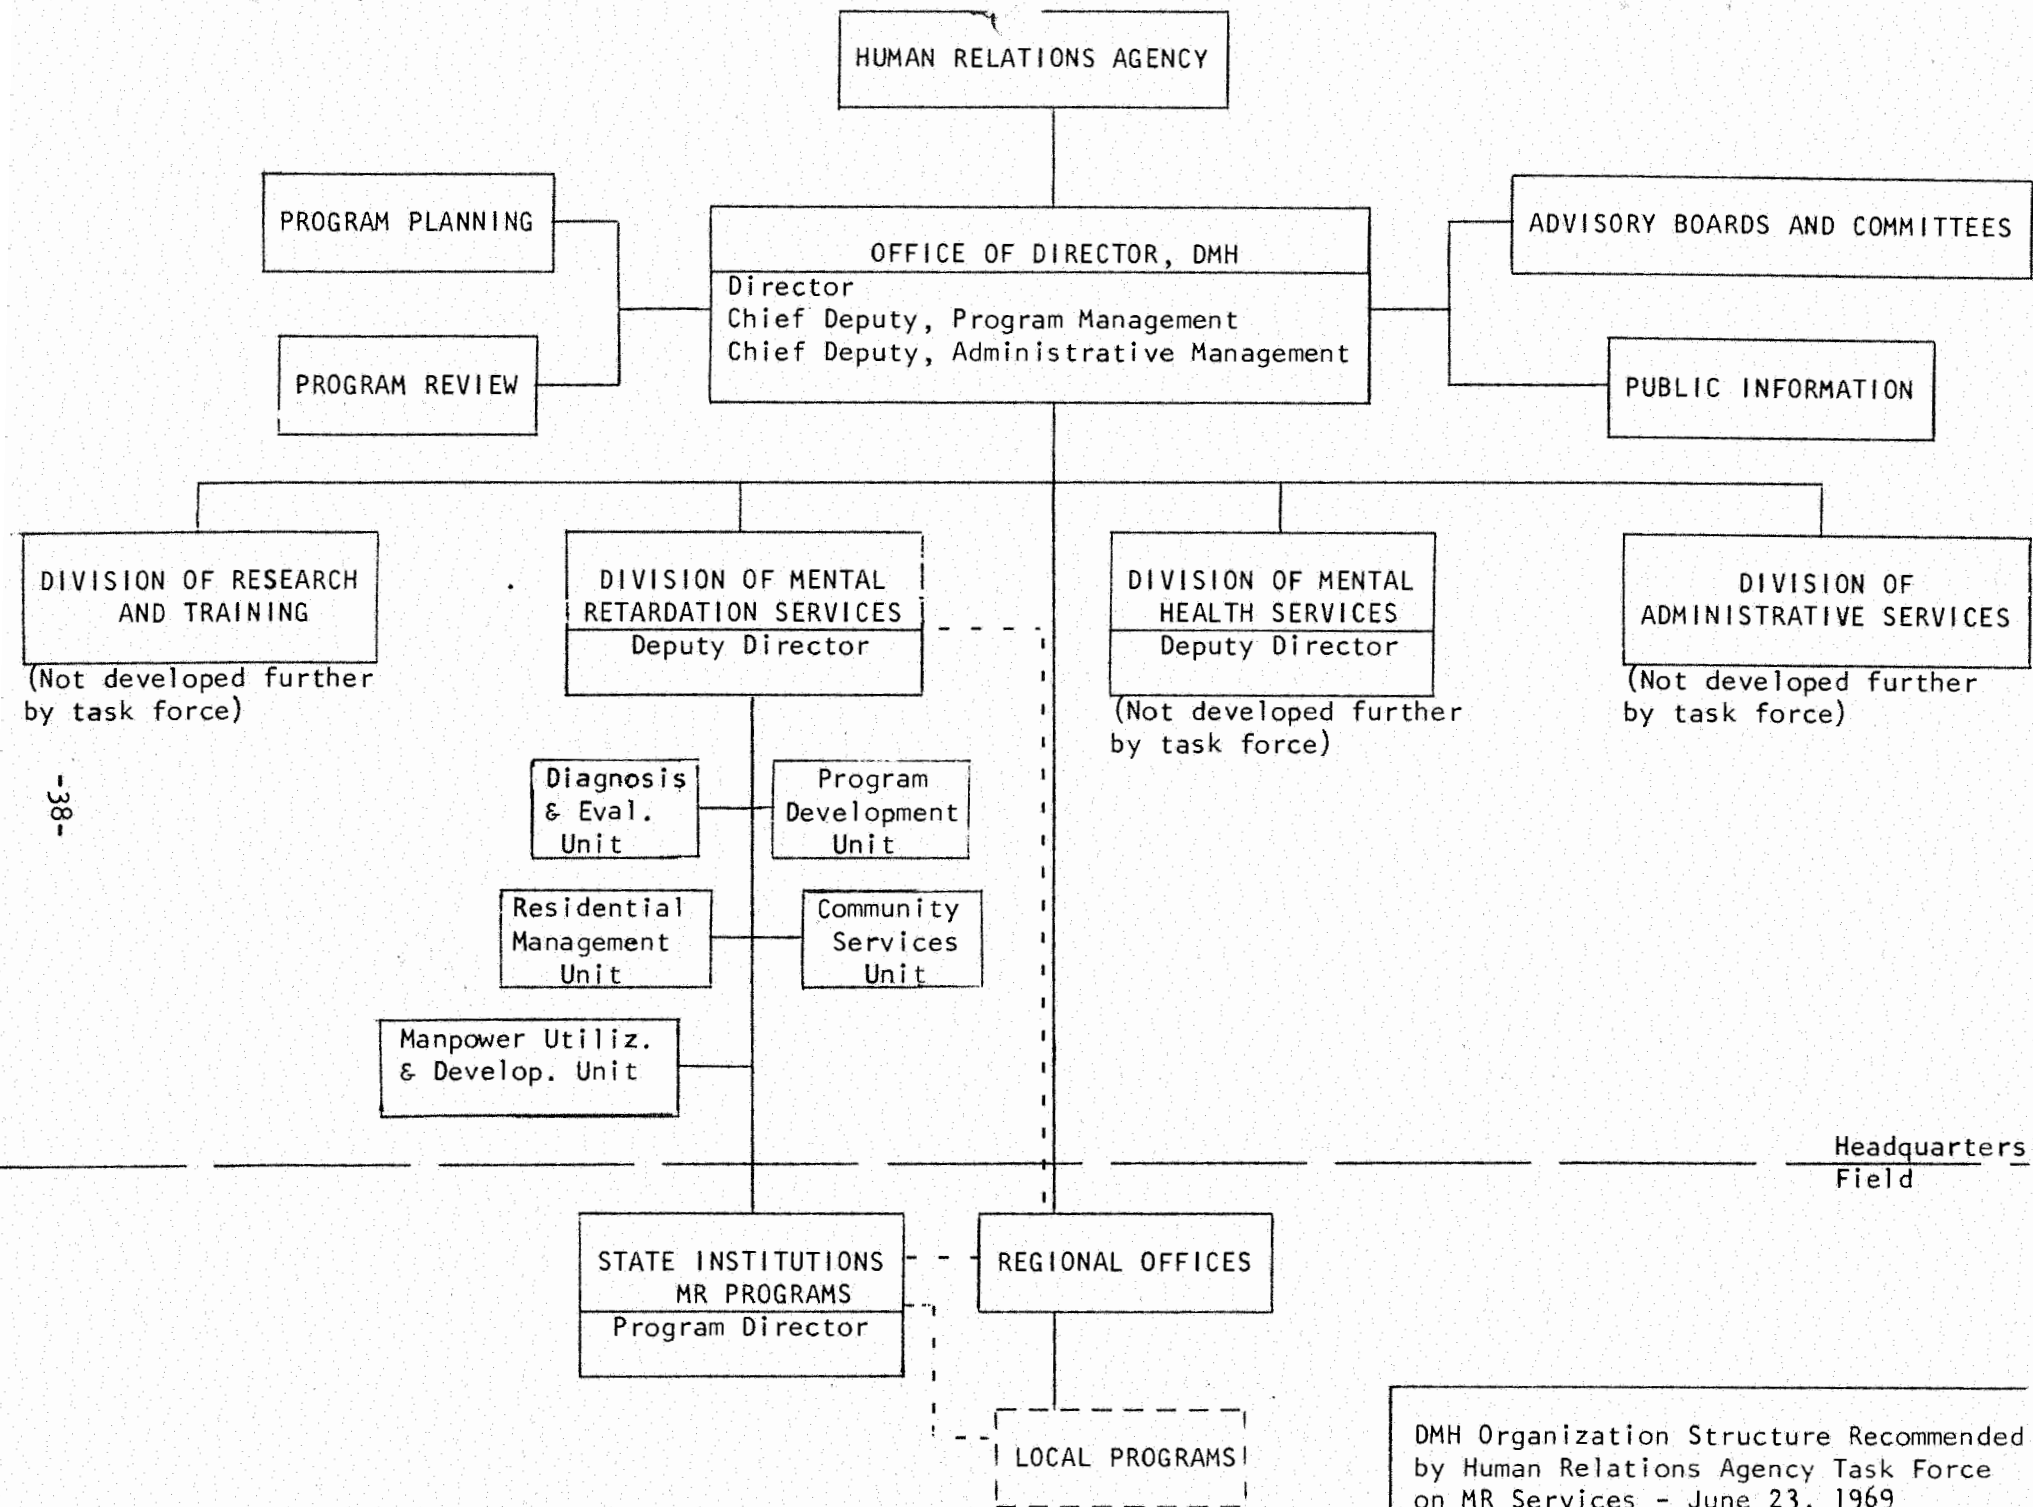 HUMAN RELATIONS AGENCY
PROGRAM PLANNING
ADVISORY BOARDS AND COMMITTEES
OFFICE OF DIRECTOR, DMH
Director
Chief Deputy, Program Management
Chief Deputy, Administrative Management
PROGRAM REVIEW
PUBLIC INFORMATION
DIVISION OF RESEARCH
AND TRAINING
(Not developed further
by task force)
DIVISION OF MENTAL
RETARDATION SERVICES
Deputy Director
DIVISION OF MENTAL
HEALTH SERVICES
Deputy Director
(Not developed further
by task force)
DIVISION OF
ADMINISTRATIVE SERVICES
(Not developed further
by task force)
-38-
Diagnosis
& Eval.
Unit
Program
Development
Unit
Residential
Management
Unit
Community
Services
Unit
Manpower Utiliz.
& Develop. Unit
Headquarters
Field
STATE INSTITUTIONS
MR PROGRAMS
Program Director
REGIONAL OFFICES
LOCAL PROGRAMS
DMH Organization Structure Recommended
by Human Relations Agency Task Force
on MR Services - June 23, 1969